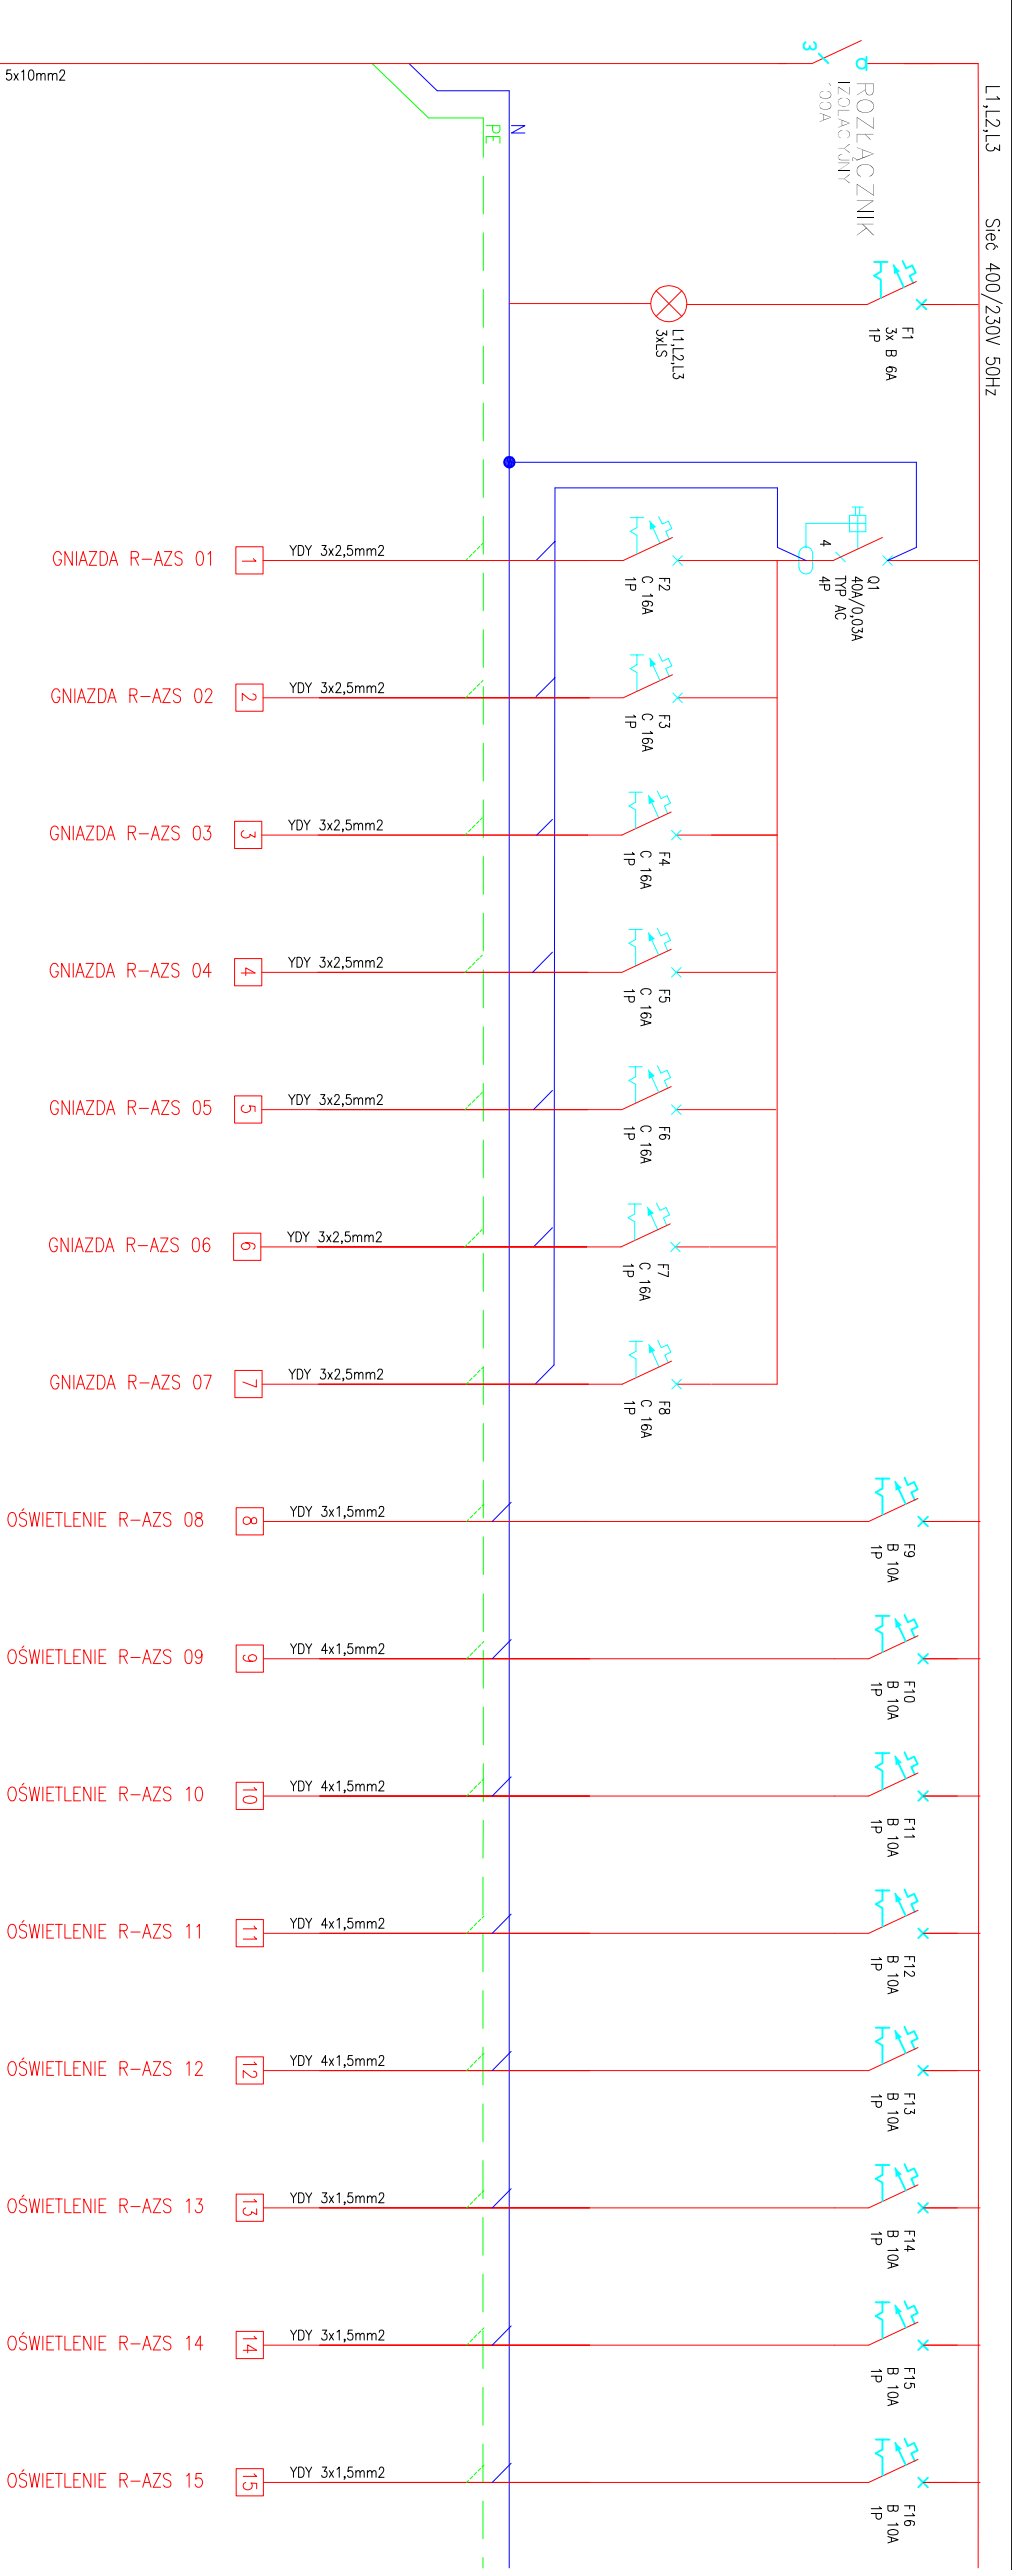 L1,L2,L3
Sieć 400/230V 50Hz
3
ROZŁĄCZNIK
IZOLACYJNY
100A
5x10mm2
N
PE
F1
3x B 6A
1P
L1,L2,L3
3xLS
4
Q1
40A/0,03A
TYP AC
4P
GNIAZDA R-AZS 01
1
YDY 3x2,5mm2
F2
C 16A
1P
GNIAZDA R-AZS 02
2
YDY 3x2,5mm2
F3
C 16A
1P
GNIAZDA R-AZS 03
3
YDY 3x2,5mm2
F4
C 16A
1P
GNIAZDA R-AZS 04
4
YDY 3x2,5mm2
F5
C 16A
1P
GNIAZDA R-AZS 05
5
YDY 3x2,5mm2
F6
C 16A
1P
GNIAZDA R-AZS 06
6
YDY 3x2,5mm2
F7
C 16A
1P
GNIAZDA R-AZS 07
7
YDY 3x2,5mm2
F8
C 16A
1P
OŚWIETLENIE R-AZS 08
8
YDY 3x1,5mm2
F9
B 10A
1P
OŚWIETLENIE R-AZS 09
9
YDY 4x1,5mm2
F10
B 10A
1P
OŚWIETLENIE R-AZS 10
10
YDY 4x1,5mm2
F11
B 10A
1P
OŚWIETLENIE R-AZS 11
11
YDY 4x1,5mm2
F12
B 10A
1P
OŚWIETLENIE R-AZS 12
12
YDY 4x1,5mm2
F13
B 10A
1P
OŚWIETLENIE R-AZS 13
13
YDY 3x1,5mm2
F14
B 10A
1P
OŚWIETLENIE R-AZS 14
14
YDY 3x1,5mm2
F15
B 10A
1P
OŚWIETLENIE R-AZS 15
15
YDY 3x1,5mm2
F16
B 10A
1P